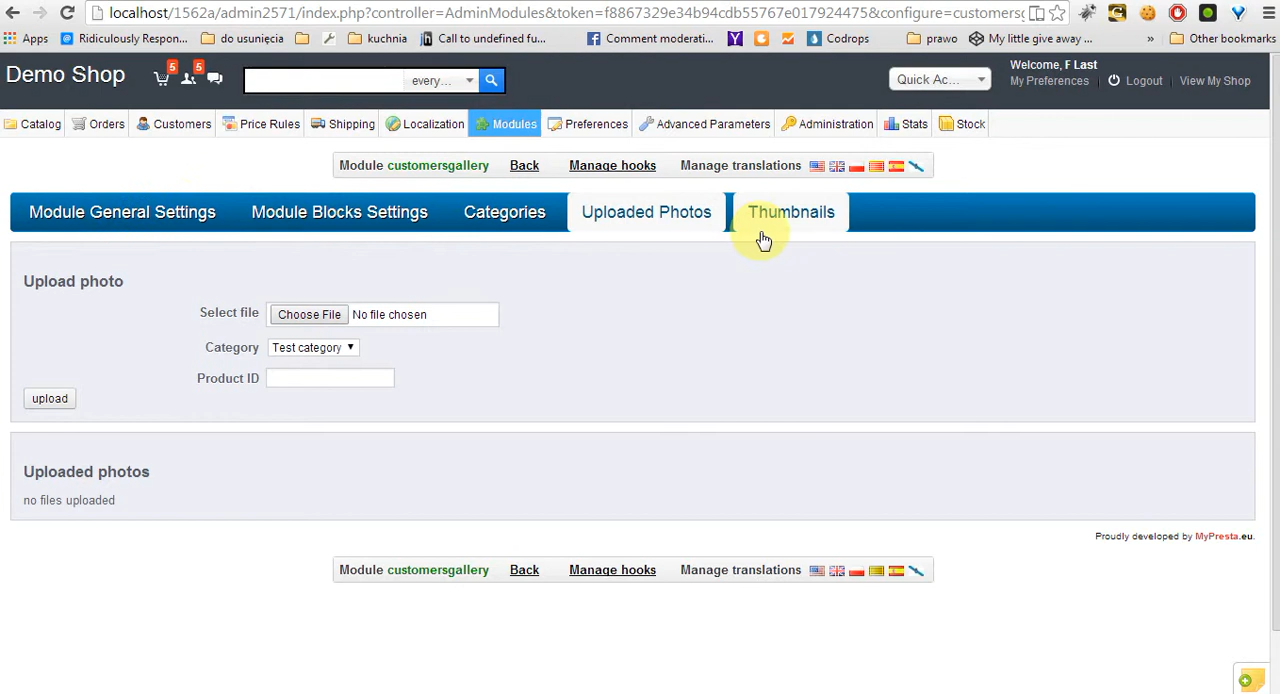 localhost/1562a/admin2571/index.php?controller=AdminModules&token=f8867329e34b94cdb55767e017924475&configure=customersg
Apps Ridiculously Respon... do usunięcia kuchnia Call to undefined fu... Comment moderati... Codrops prawo My little give away ... » Other bookmarks
Demo Shop 5 5 every... Quick Ac... Welcome, F Last
My Preferences Logout View My Shop
Catalog Orders Customers Price Rules Shipping Localization Modules Preferences Advanced Parameters Administration Stats Stock
Module customersgallery Back Manage hooks Manage translations
Module General Settings Module Blocks Settings Categories Uploaded Photos Thumbnails
Upload photo
Select file Choose File No file chosen
Category Test category
Product ID
upload
Uploaded photos
no files uploaded
Proudly developed by MyPresta.eu.
Module customersgallery Back Manage hooks Manage translations